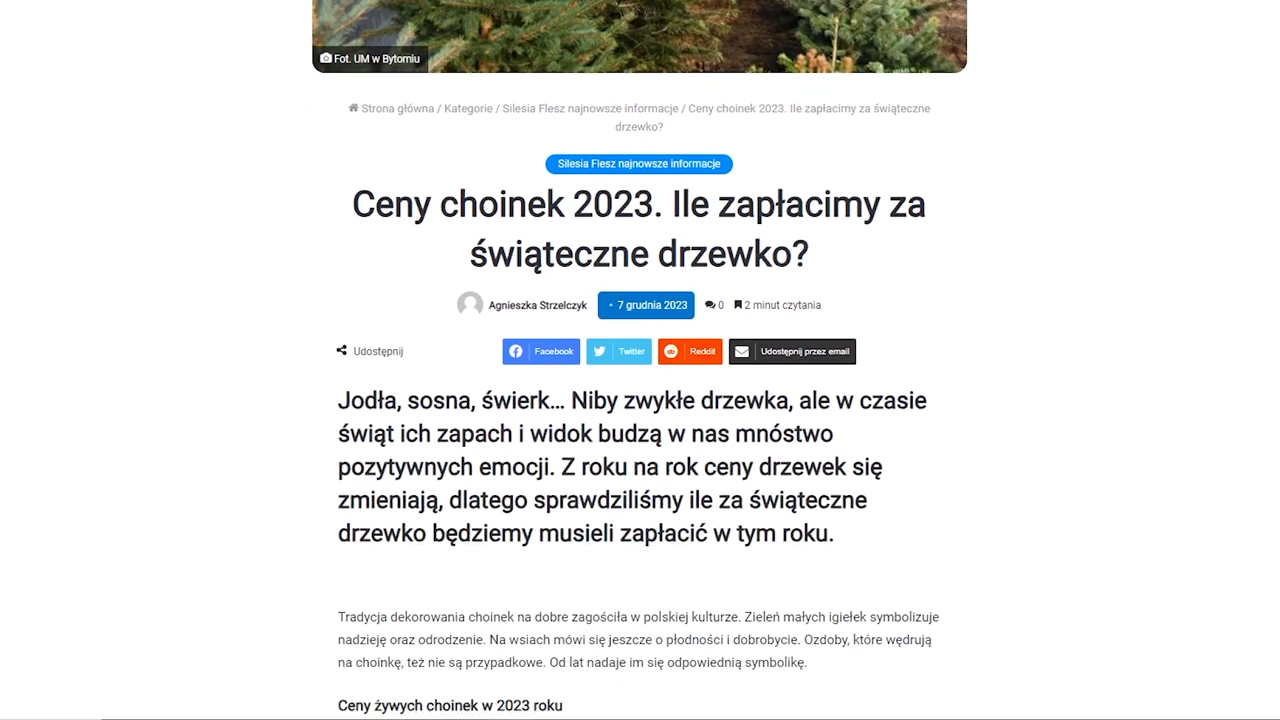 Fot. UM w Bytomiu
Strona główna / Kategorie / Silesia Flesz najnowsze informacje / Ceny choinek 2023. Ile zapłacimy za świąteczne
drzewko?
Silesia Flesz najnowsze informacje
Ceny choinek 2023. Ile zapłacimy za
świąteczne drzewko?
Agnieszka Strzelczyk 7 grudnia 2023 0 2 minut czytania
Udostępnij Facebook Twitter Reddit Udostępnij przez email
Jodła, sosna, świerk... Niby zwykłe drzewka, ale w czasie
świąt ich zapach i widok budzą w nas mnóstwo
pozytywnych emocji. Z roku na rok ceny drzewek się
zmieniają, dlatego sprawdziliśmy ile za świąteczne
drzewko będziemy musieli zapłacić w tym roku.
Tradycja dekorowania choinek na dobre zagościła w polskiej kulturze. Zieleń małych igiełek symbolizuje
nadzieję oraz odrodzenie. Na wsiach mówi się jeszcze o płodności i dobrobycie. Ozdoby, które wędrują
na choinkę, też nie są przypadkowe. Od lat nadaje im się odpowiednią symbolikę.
Ceny żywych choinek w 2023 roku